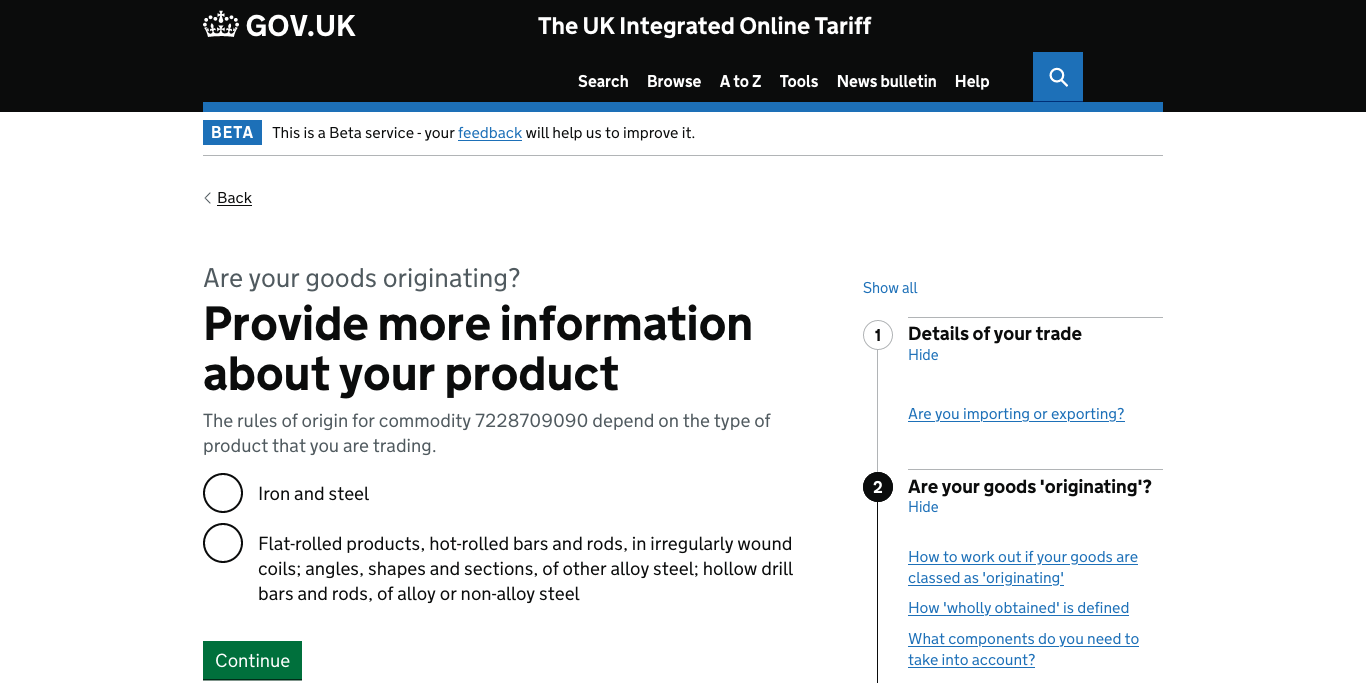 GOV.UK
The UK Integrated Online Tariff
Search Browse A to Z Tools News bulletin Help
BETA This is a Beta service - your feedback will help us to improve it.
Back
Are your goods originating?
Provide more information
about your product
The rules of origin for commodity 7228709090 depend on the type of
product that you are trading.
Iron and steel
Flat-rolled products, hot-rolled bars and rods, in irregularly wound
coils; angles, shapes and sections, of other alloy steel; hollow drill
bars and rods, of alloy or non-alloy steel
Continue
Show all
1 Details of your trade
Hide
Are you importing or exporting?
2 Are your goods 'originating'?
Hide
How to work out if your goods are
classed as 'originating'
How 'wholly obtained' is defined
What components do you need to
take into account?